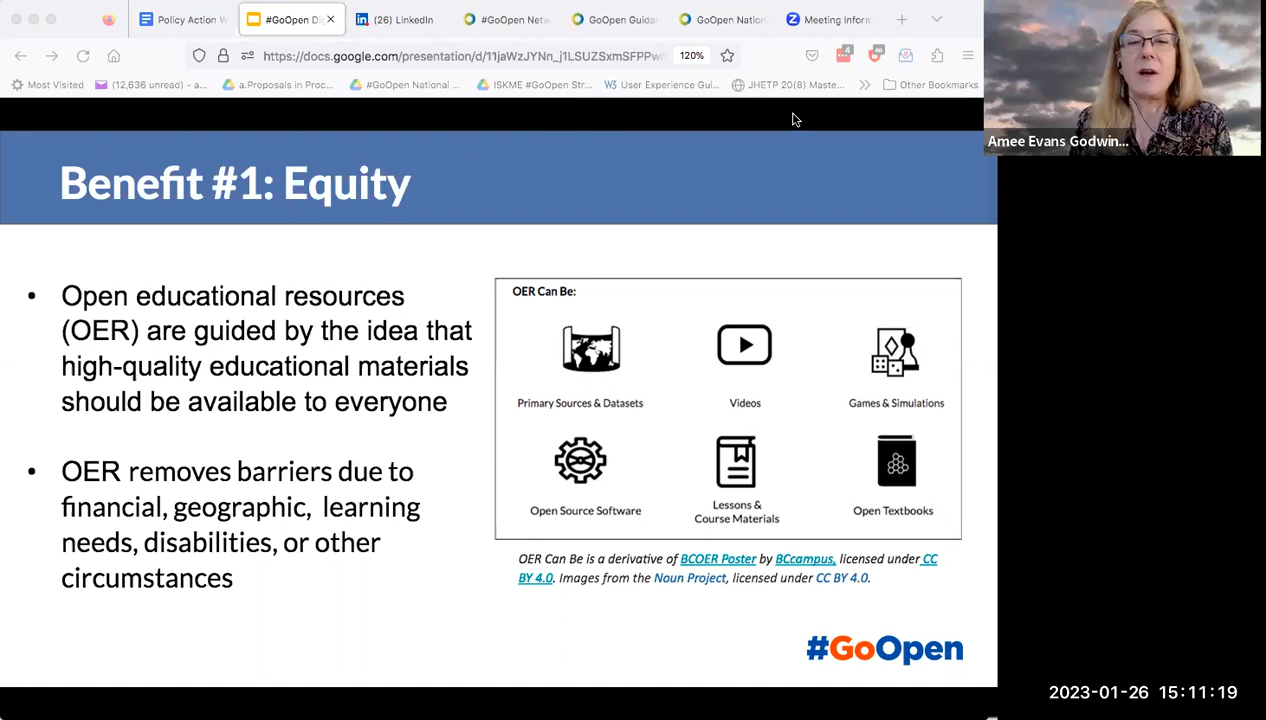 Policy Action W
#GoOpen Di
(26) LinkedIn
#GoOpen Netw
GoOpen Guida
GoOpen Nation
Meeting Inform
https://docs.google.com/presentation/d/11jaWzJYNn_j1LSUZSxmSFPPwn
120%
4
Most Visited
(12,636 unread) - a...
a.Proposals in Proc...
#GoOpen National ...
ISKME #GoOpen Str...
User Experience Gui...
JHETP 20(8) Maste...
Other Bookmarks
Amee Evans Godwin...
Benefit #1: Equity
• Open educational resources
(OER) are guided by the idea that
high-quality educational materials
should be available to everyone
• OER removes barriers due to
financial, geographic, learning
needs, disabilities, or other
circumstances
OER Can Be:
Primary Sources & Datasets
Videos
Games & Simulations
Open Source Software
Lessons &
Course Materials
Open Textbooks
OER Can Be is a derivative of BCOER Poster by BCcampus, licensed under CC
BY 4.0. Images from the Noun Project, licensed under CC BY 4.0.
#GoOpen
2023-01-26 15:11:19